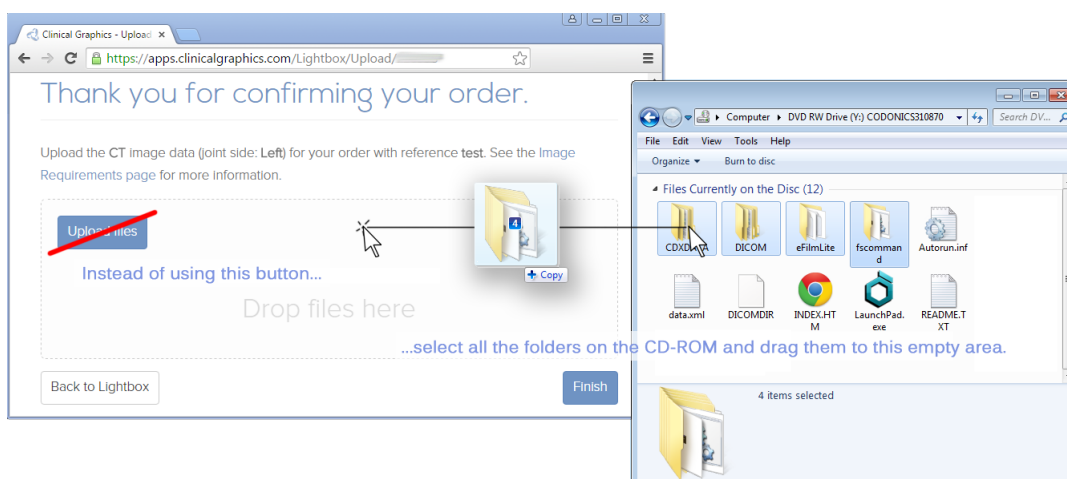 Clinical Graphics - Upload
https://apps.clinicalgraphics.com/Lightbox/Upload/
Thank you for confirming your order.
Upload the CT image data (joint side: Left) for your order with reference test. See the Image
Requirements page for more information.
Upload files
Instead of using this button...
Drop files here
...select all the folders on the CD-ROM and drag them to this empty area.
Back to Lightbox
Finish
4
Copy
Computer
DVD RW Drive (Y:) CODONICS310870
Search DV...
File Edit View Tools Help
Organize
Burn to disc
Files Currently on the Disc (12)
DICOM
eFilmLite
fscomman
d
Autorun.inf
data.xml
DICOMDIR
INDEX.HT
M
LaunchPad.
exe
README.T
XT
4 items selected